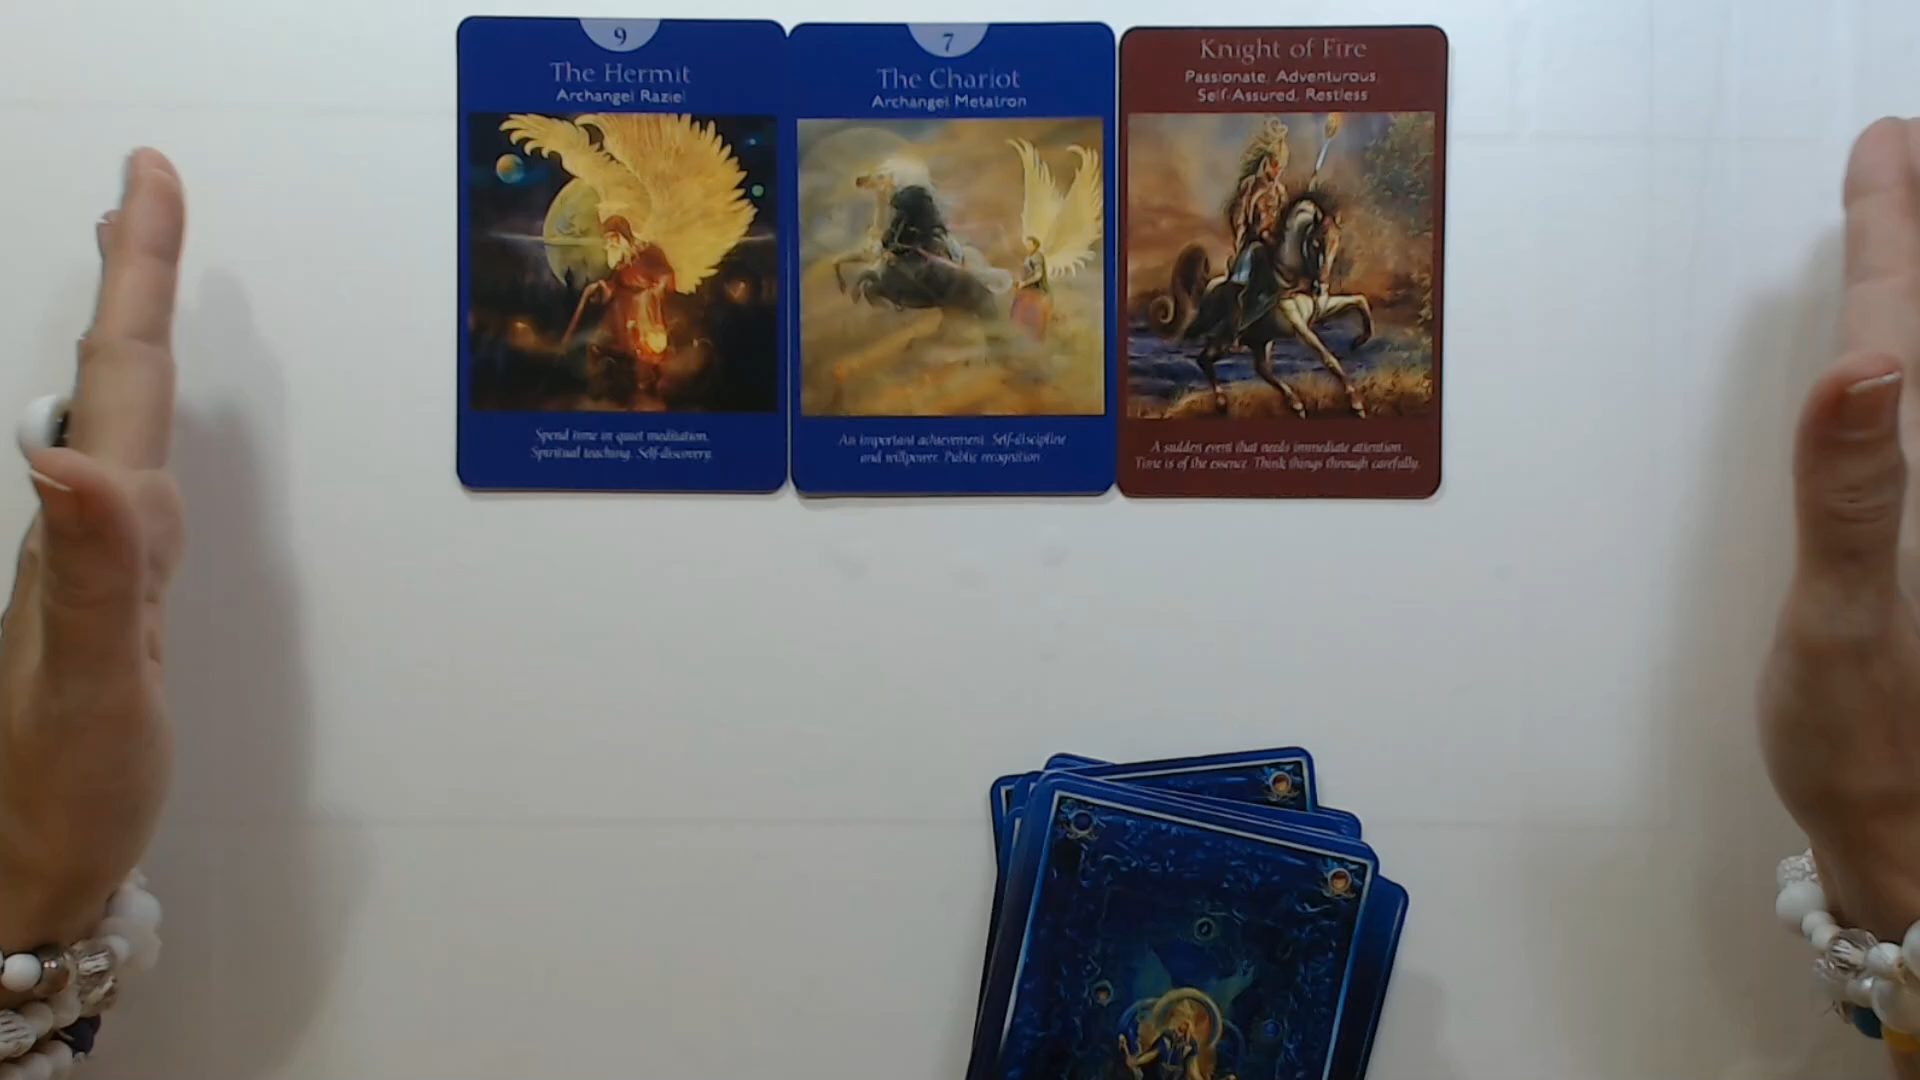 9
The Hermit
Archangel Raziel
Spend time in quiet meditation.
Spiritual teaching. Self-discovery.
7
The Chariot
Archangel Metatron
An important achievement. Self-discipline
and willpower. Public recognition
Knight of Fire
Passionate, Adventurous,
Self-Assured, Restless
A sudden event that needs immediate attention.
Time is of the essence. Think things through carefully.